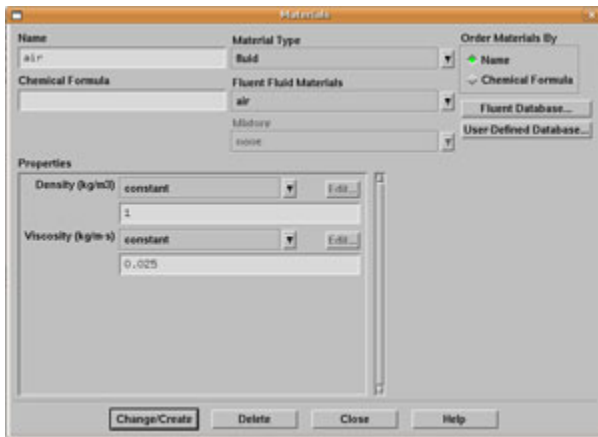 Materials
Name
air
Chemical Formula
Material Type
fluid
Fluent Fluid Materials
air
Mixture
none
Order Materials By
Name
Chemical Formula
Fluent Database...
User-Defined Database...
Properties
Density (kg/m3)
constant
Edit...
1
Viscosity (kg/m-s)
constant
Edit...
0.025
Change/Create
Delete
Close
Help